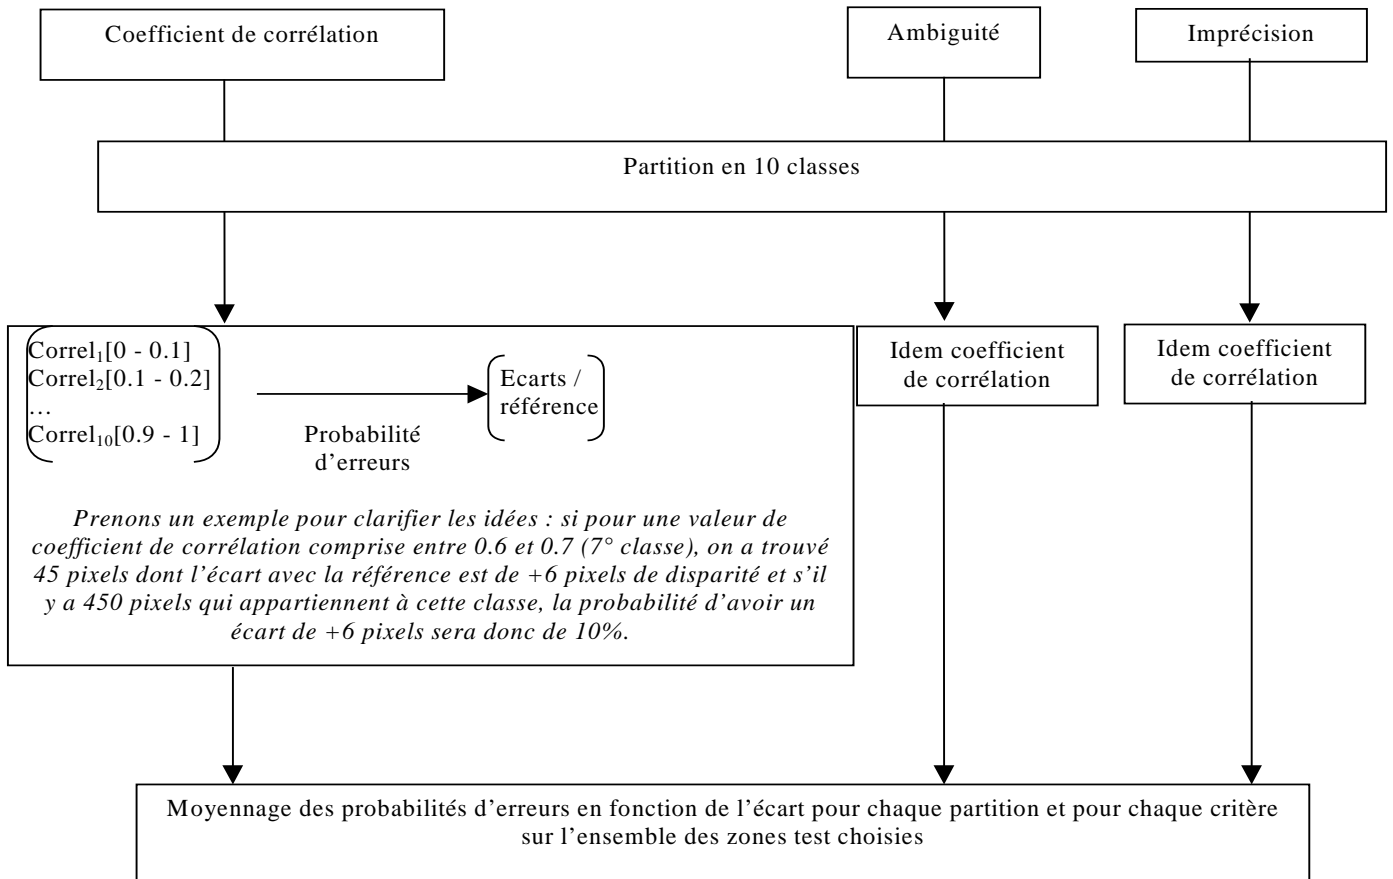 Coefficient de corrélation
Ambiguité
Imprécision
Partition en 10 classes
Correl₁[0 - 0.1]
Correl₂[0.1 - 0.2]
…
Correl₁₀[0.9 - 1]
Probabilité
d’erreurs
Ecarts /
référence
Prenons un exemple pour clarifier les idées : si pour une valeur de
coefficient de corrélation comprise entre 0.6 et 0.7 (7° classe), on a trouvé
45 pixels dont l’écart avec la référence est de +6 pixels de disparité et s’il
y a 450 pixels qui appartiennent à cette classe, la probabilité d’avoir un
écart de +6 pixels sera donc de 10%.
Idem coefficient
de corrélation
Idem coefficient
de corrélation
Moyennage des probabilités d’erreurs en fonction de l’écart pour chaque partition et pour chaque critère
sur l’ensemble des zones test choisies